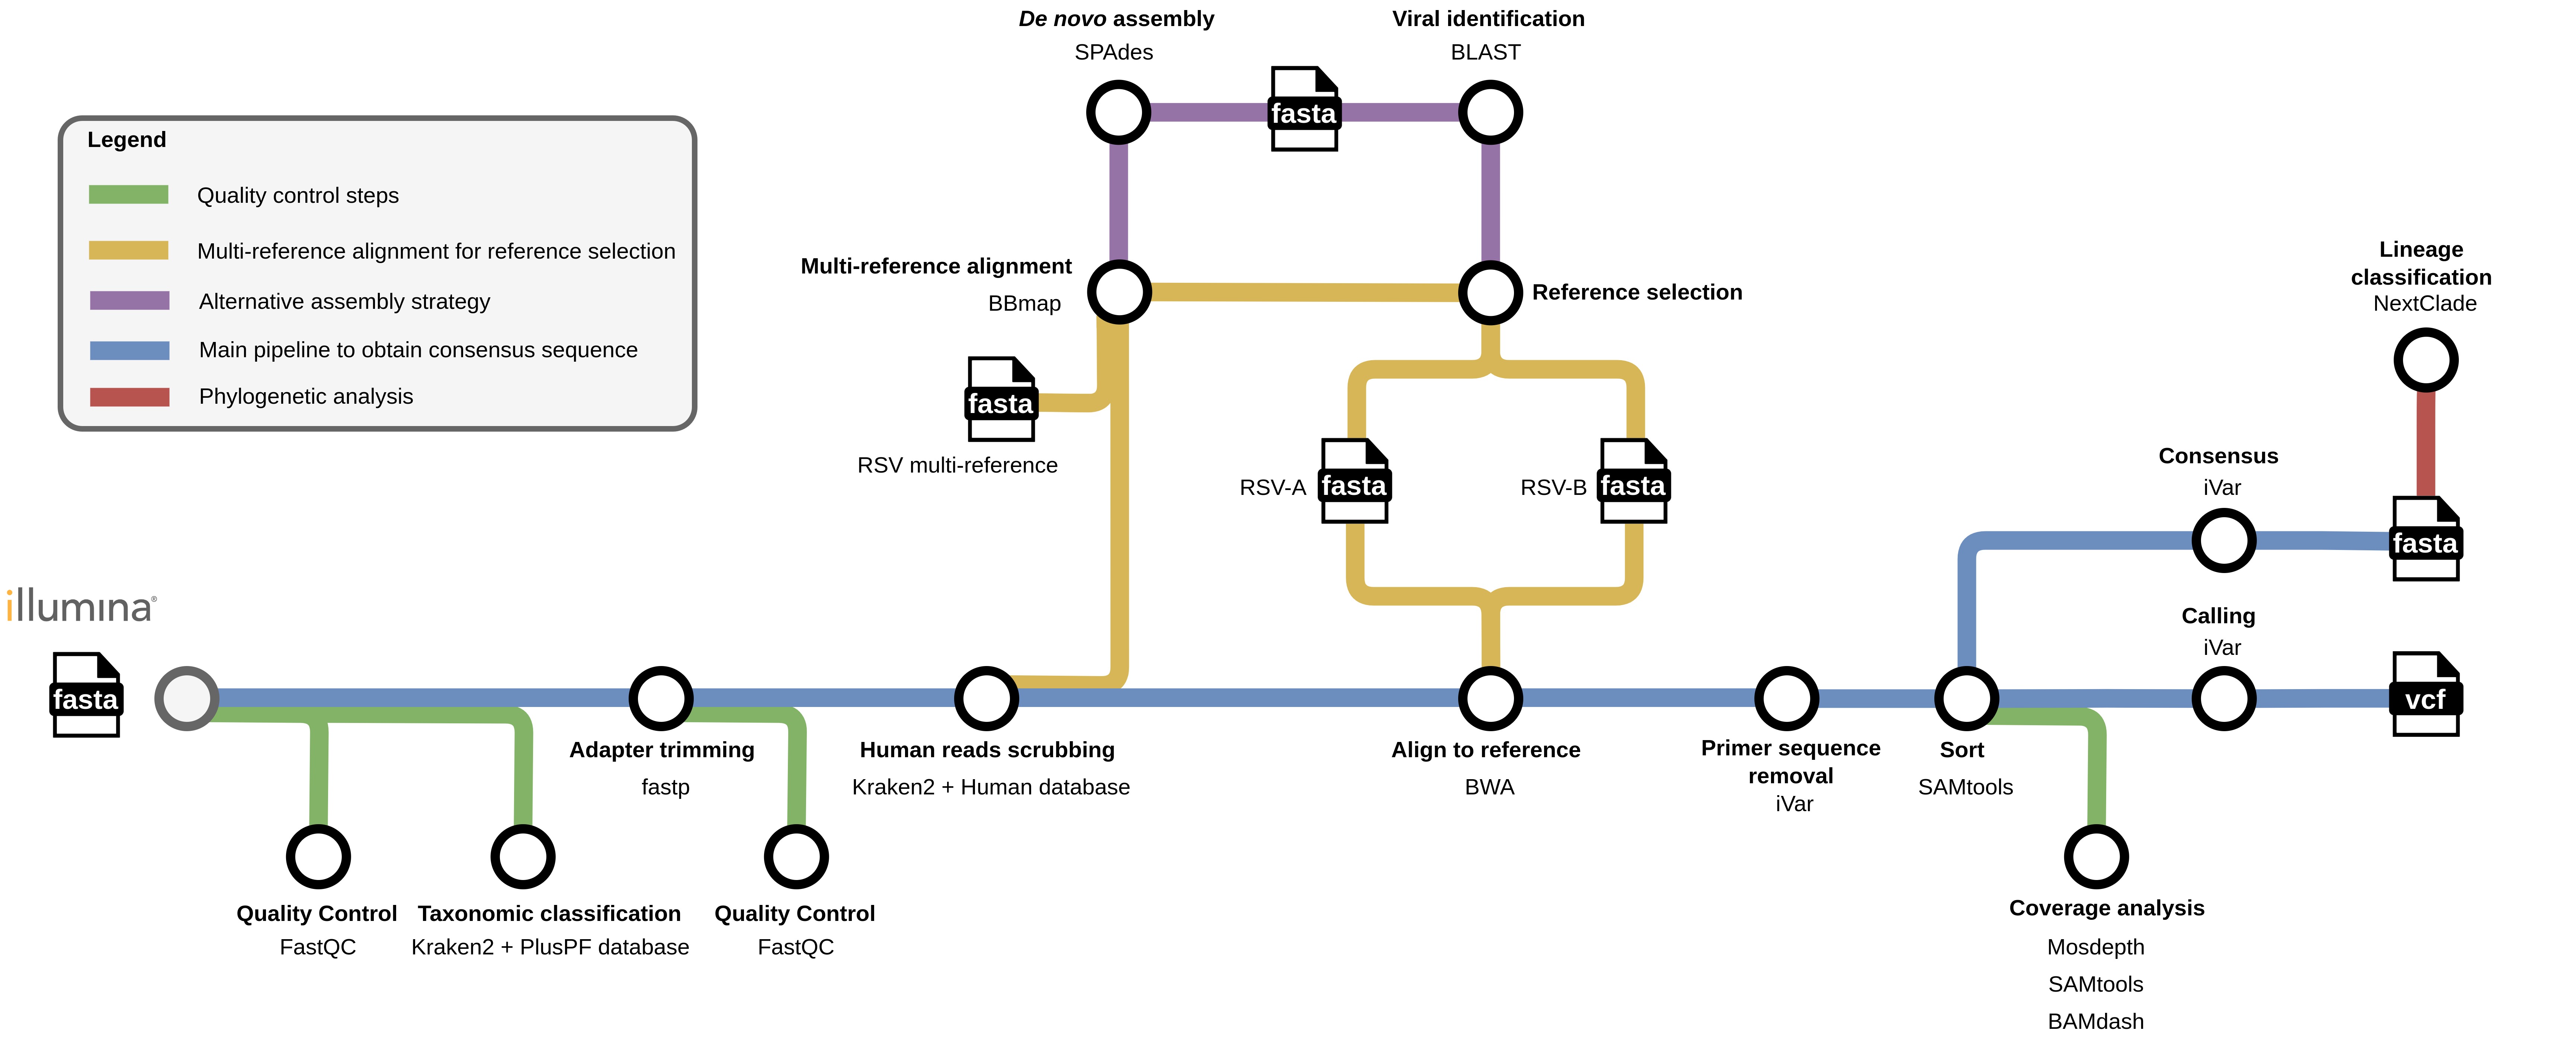 De novo assembly
SPAdes
fasta
Viral identification
BLAST
Legend
Quality control steps
Multi-reference alignment for reference selection
Alternative assembly strategy
Main pipeline to obtain consensus sequence
Phylogenetic analysis
Multi-reference alignment
BBmap
Reference selection
fasta
RSV multi-reference
RSV-A
fasta
RSV-B
fasta
Lineage
classification
NextClade
Consensus
iVar
fasta
Calling
iVar
vcf
illumina®
fasta
Adapter trimming
fastp
Human reads scrubbing
Kraken2 + Human database
Align to reference
BWA
Primer sequence
removal
iVar
Sort
SAMtools
Quality Control
FastQC
Taxonomic classification
Kraken2 + PlusPF database
Quality Control
FastQC
Coverage analysis
Mosdepth
SAMtools
BAMdash